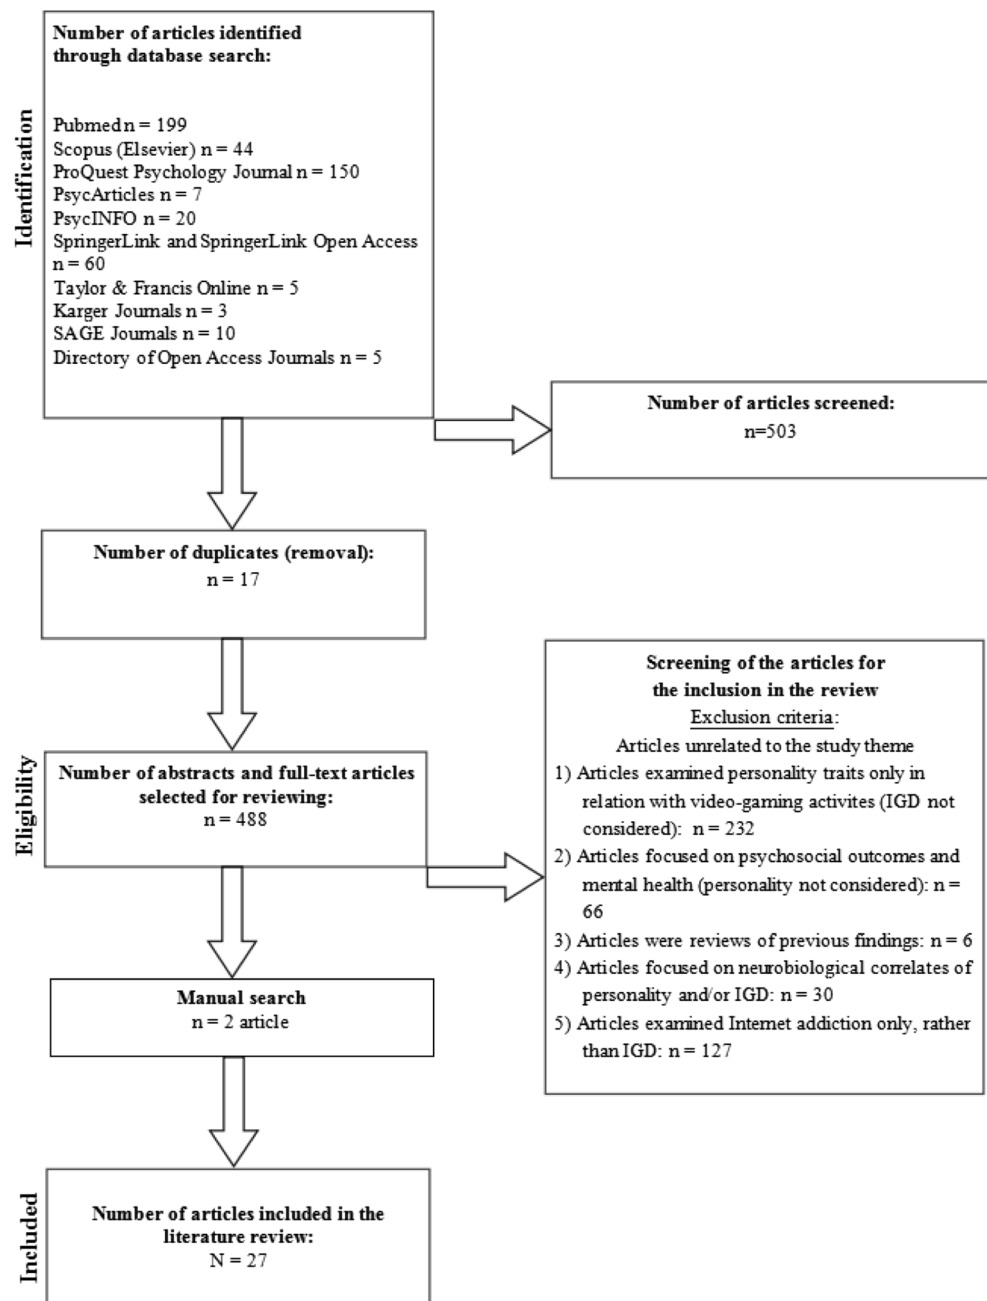 Number of articles identified
through database search:
Pubmed n = 199
Scopus (Elsevier) n = 44
ProQuest Psychology Journal n = 150
PsycArticles n = 7
PsycINFO n = 20
SpringerLink and SpringerLink Open Access
n = 60
Taylor & Francis Online n = 5
Karger Journals n = 3
SAGE Journals n = 10
Directory of Open Access Journals n = 5
Identification
Number of articles screened:
n=503
Number of duplicates (removal):
n = 17
Eligibility
Number of abstracts and full-text articles
selected for reviewing:
n = 488
Screening of the articles for
the inclusion in the review
Exclusion criteria:
Articles unrelated to the study theme
1) Articles examined personality traits only in
relation with video-gaming activites (IGD not
considered): n = 232
2) Articles focused on psychosocial outcomes and
mental health (personality not considered): n =
66
3) Articles were reviews of previous findings: n = 6
4) Articles focused on neurobiological correlates of
personality and/or IGD: n = 30
5) Articles examined Internet addiction only, rather
than IGD: n = 127
Manual search
n = 2 article
Included
Number of articles included in the
literature review:
N = 27